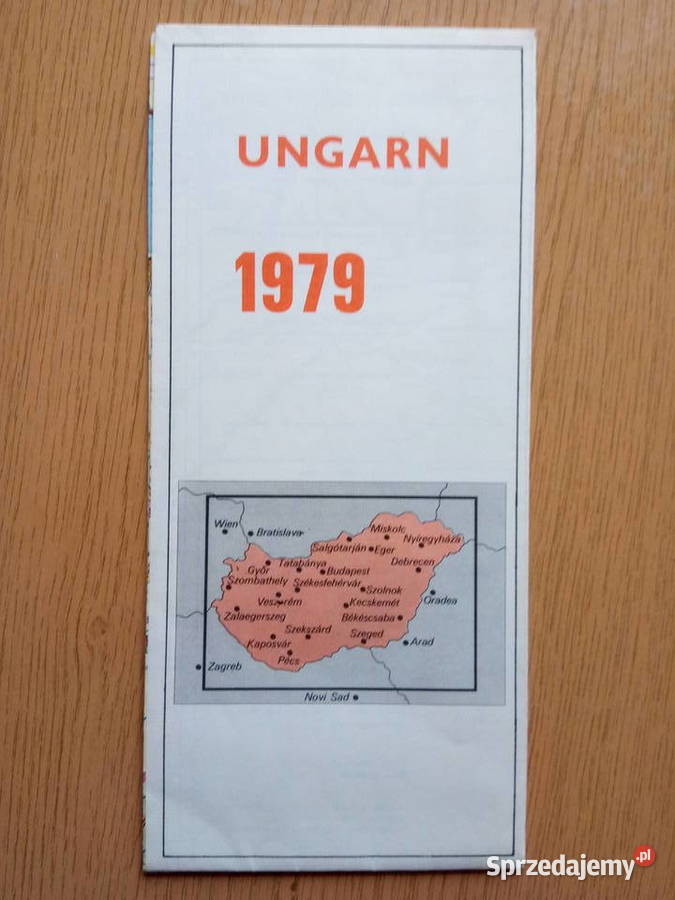 UNGARN
1979
Miskolc
Wien
Bratislava
Nyíregyháza
Salgótarján
Eger
Tatabánya
Debrecen
Győr
Budapest
Szombathely
Székesfehérvár
Szolnok
Veszprém
Kecskemét
Oradea
Zalaegerszeg
Békéscsaba
Szekszárd
Szeged
Kaposvár
Arad
Pécs
Zagreb
Novi Sad
Sprzedajemy.pl